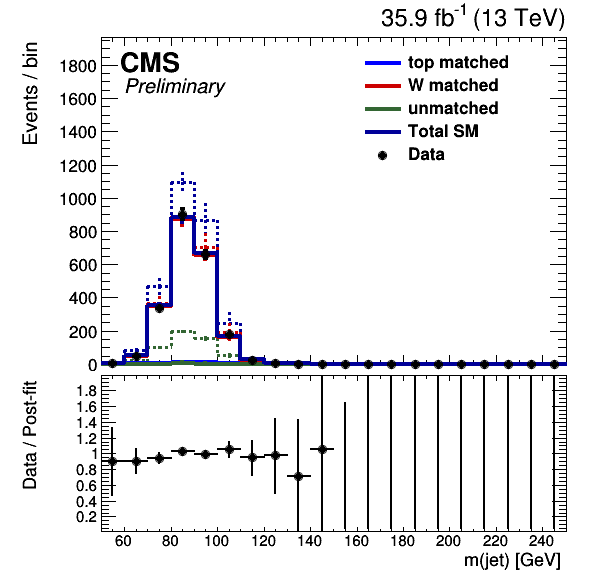 35.9 fb⁻¹ (13 TeV)
CMS
Preliminary
top matched
W matched
unmatched
Total SM
Data
Events / bin
1800
1600
1400
1200
1000
800
600
400
200
0
Data / Post-fit
1.8
1.6
1.4
1.2
1
0.8
0.6
0.4
0.2
60 80 100 120 140 160 180 200 220 240
m(jet) [GeV]